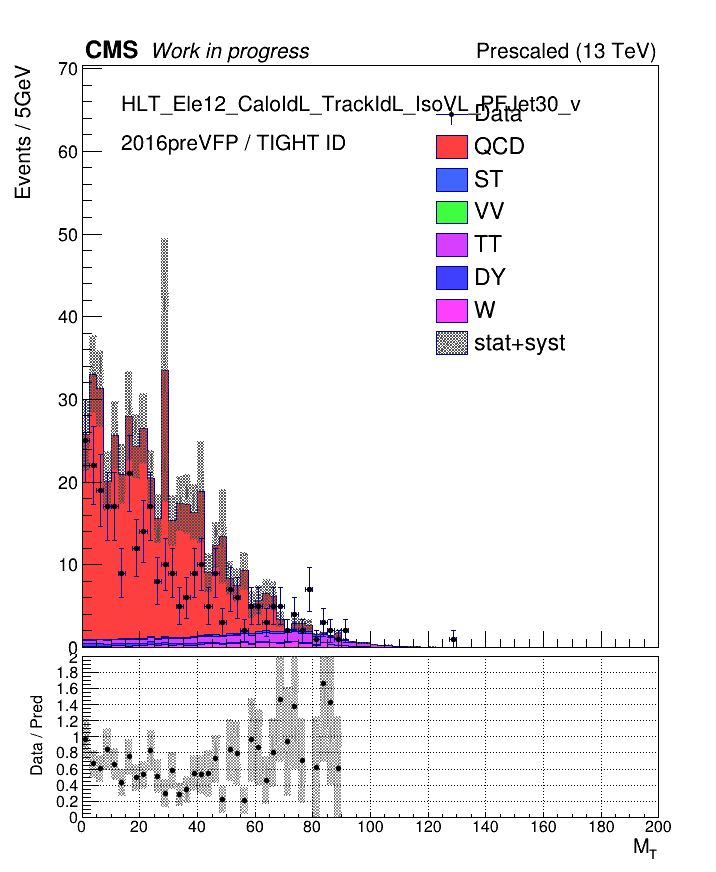 CMS Work in progress Prescaled (13 TeV)
Events / 5GeV
70
60
50
40
30
20
10
0
HLT_Ele12_CaloIdL_TrackIdL_IsoVL_PFJet30_v
2016preVFP / TIGHT ID
Data
QCD
ST
VV
TT
DY
W
stat+syst
Data / Pred
2
1.8
1.6
1.4
1.2
1
0.8
0.6
0.4
0.2
0
0 20 40 60 80 100 120 140 160 180 200
M_T